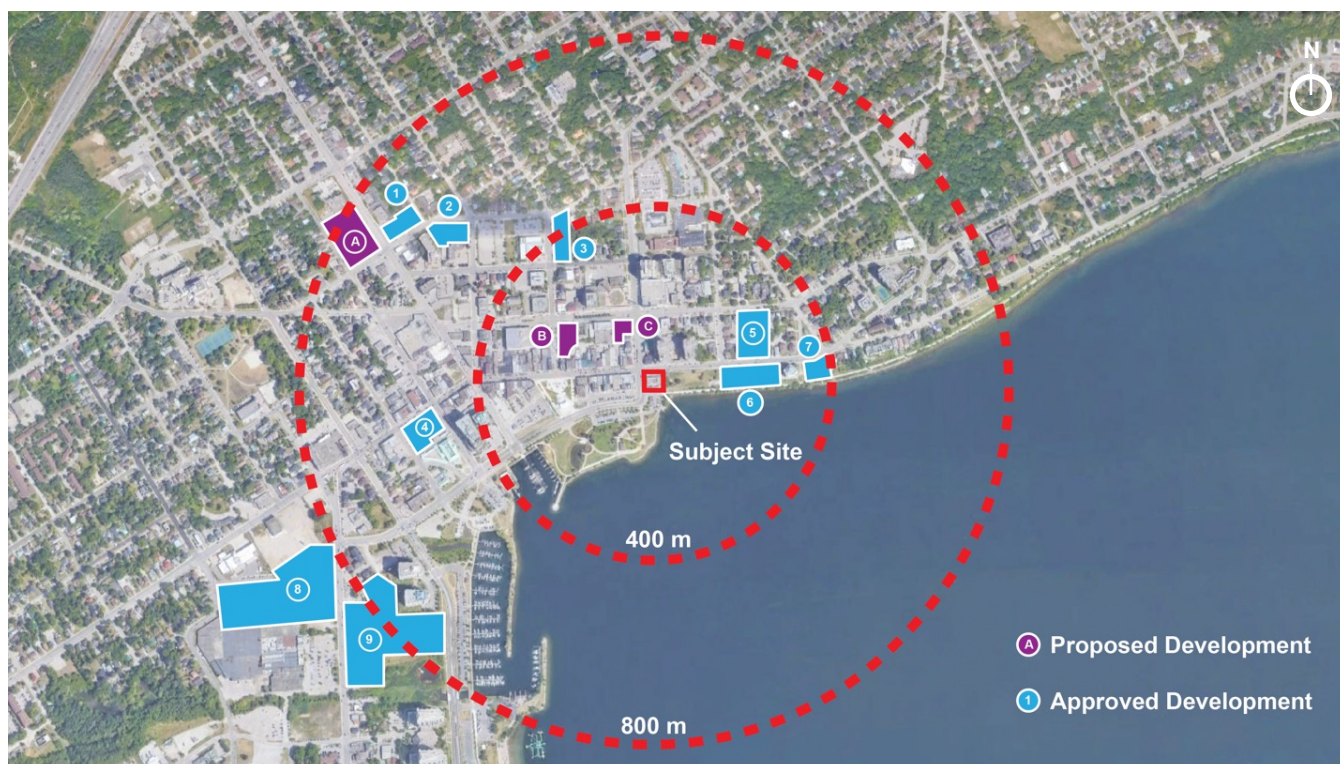 N
1
2
A
3
B
C
5
7
6
Subject Site
4
400 m
8
9
A Proposed Development
1 Approved Development
800 m